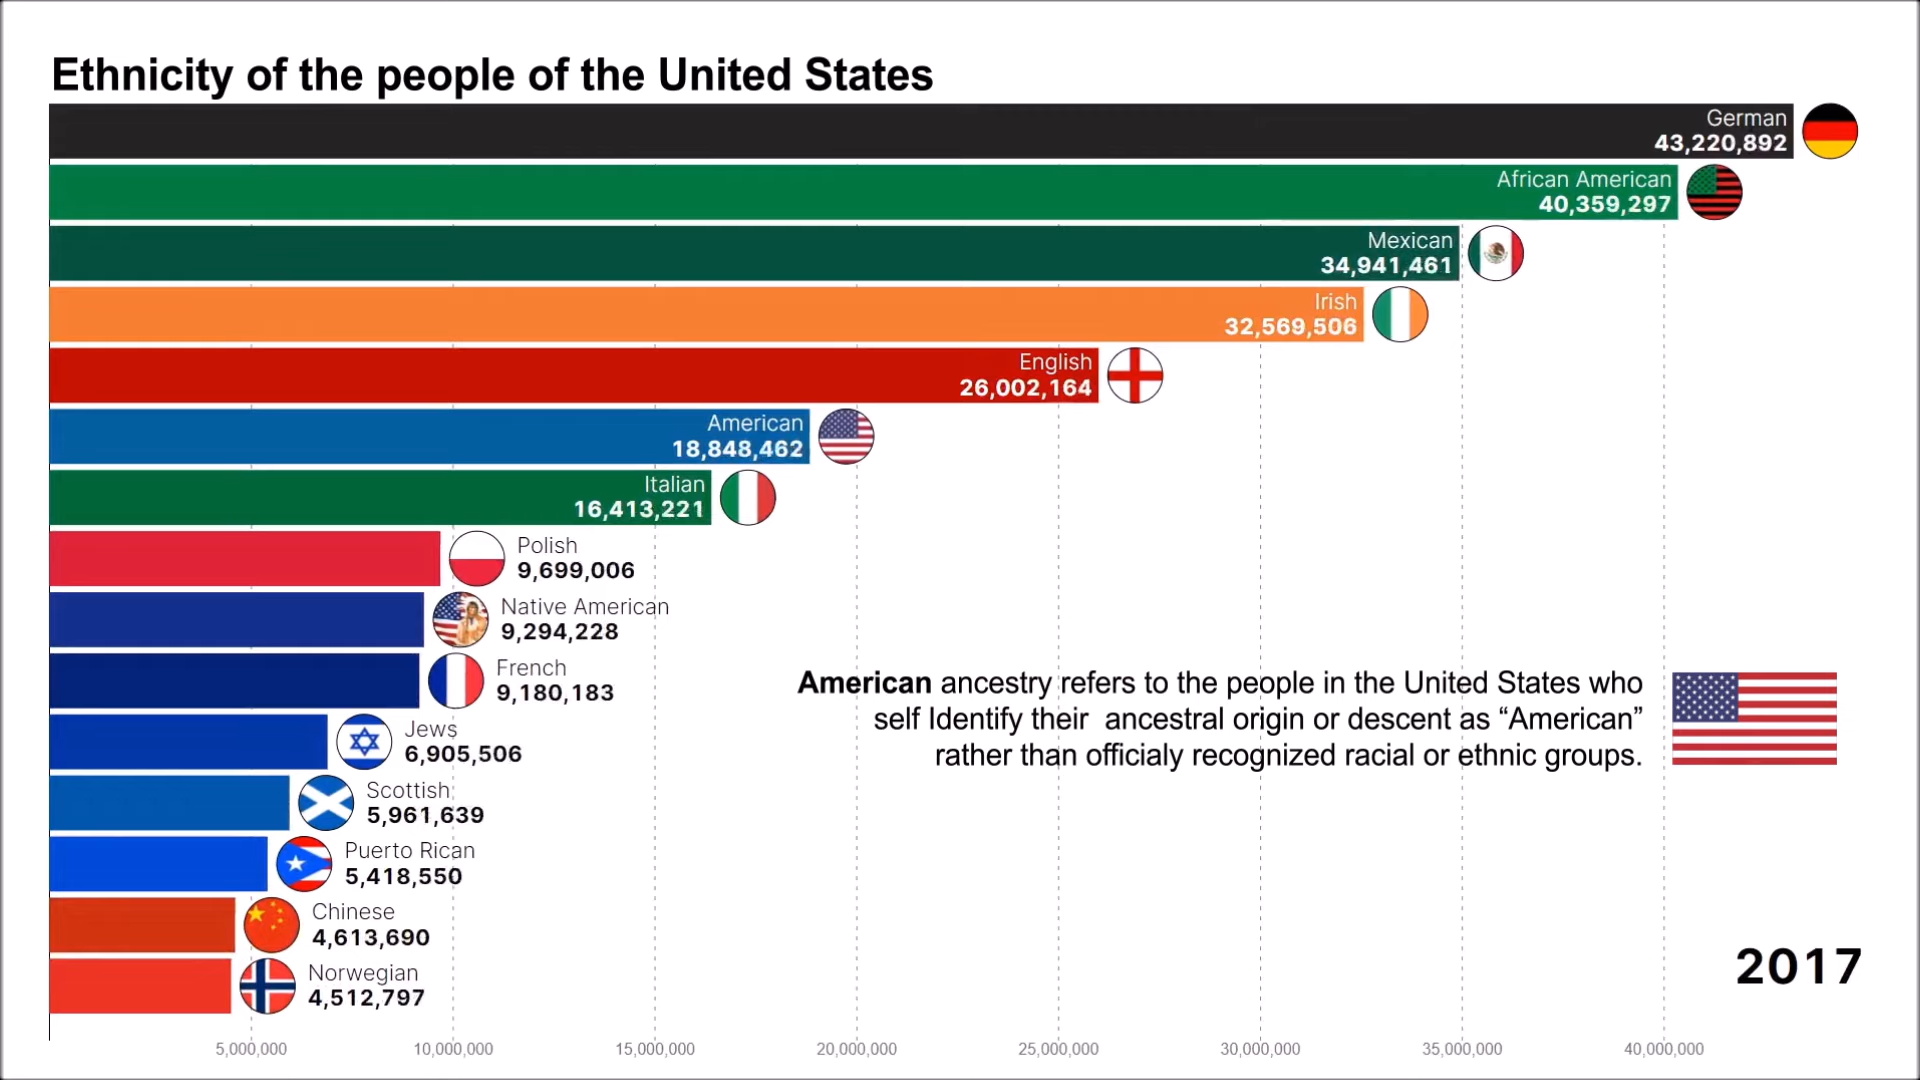 Ethnicity of the people of the United States
German
43,220,892
African American
40,359,297
Mexican
34,941,461
Irish
32,569,506
English
26,002,164
American
18,848,462
Italian
16,413,221
Polish
9,699,006
Native American
9,294,228
French
9,180,183
Jews
6,905,506
Scottish
5,961,639
Puerto Rican
5,418,550
Chinese
4,613,690
Norwegian
4,512,797
American ancestry refers to the people in the United States who
self Identify their  ancestral origin or descent as “American”
rather than officialy recognized racial or ethnic groups.
2017
5,000,000 10,000,000 15,000,000 20,000,000 25,000,000 30,000,000 35,000,000 40,000,000